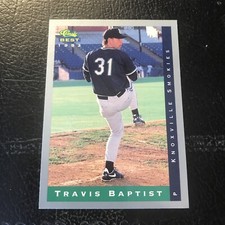 Classic
BEST
1993
31
KNOXVILLE SMOKIES
P
TRAVIS BAPTIST